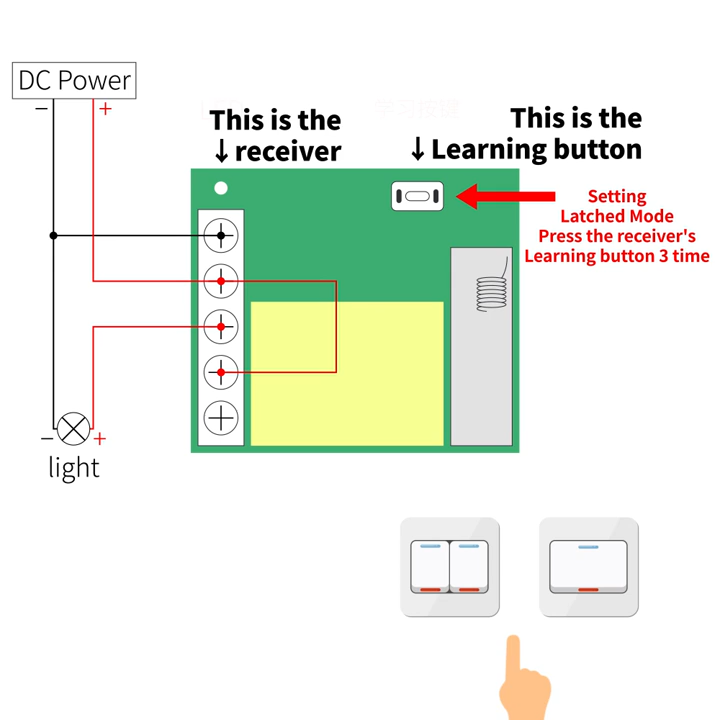 DC Power
− +
This is the
↓receiver
This is the
↓Learning button
Setting
Latched Mode
Press the receiver's
Learning button 3 time
− +
light